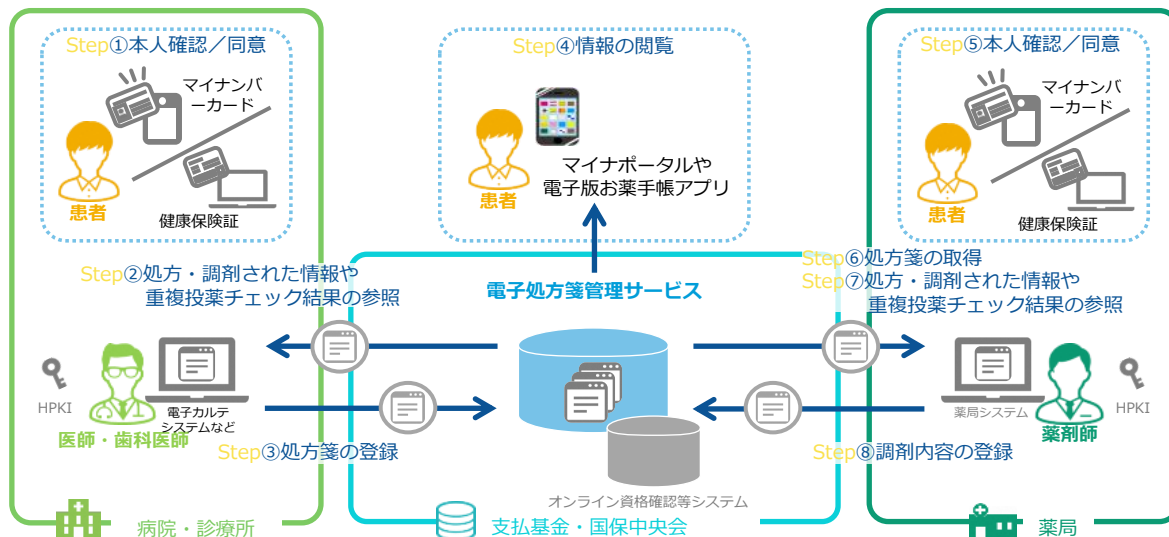 Step①本人確認／同意
マイナンバ
ーカード
患者
健康保険証
Step②処方・調剤された情報や
重複投薬チェック結果の参照
HPKI
電子カルテ
システムなど
医師・歯科医師
Step③処方箋の登録
病院・診療所
Step④情報の閲覧
マイナポータルや
電子版お薬手帳アプリ
患者
電子処方箋管理サービス
オンライン資格確認等システム
支払基金・国保中央会
Step⑤本人確認／同意
マイナンバ
ーカード
患者
健康保険証
Step⑥処方箋の取得
Step⑦処方・調剤された情報や
重複投薬チェック結果の参照
薬局システム
HPKI
薬剤師
Step⑧調剤内容の登録
薬局